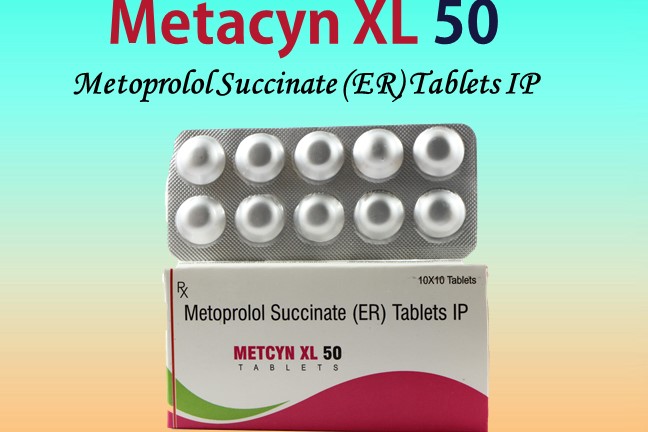 Metacyn XL 50
Metoprolol Succinate (ER) Tablets IP
10X10 Tablets
Rx
Metoprolol Succinate (ER) Tablets IP
METCYN XL 50
TABLETS